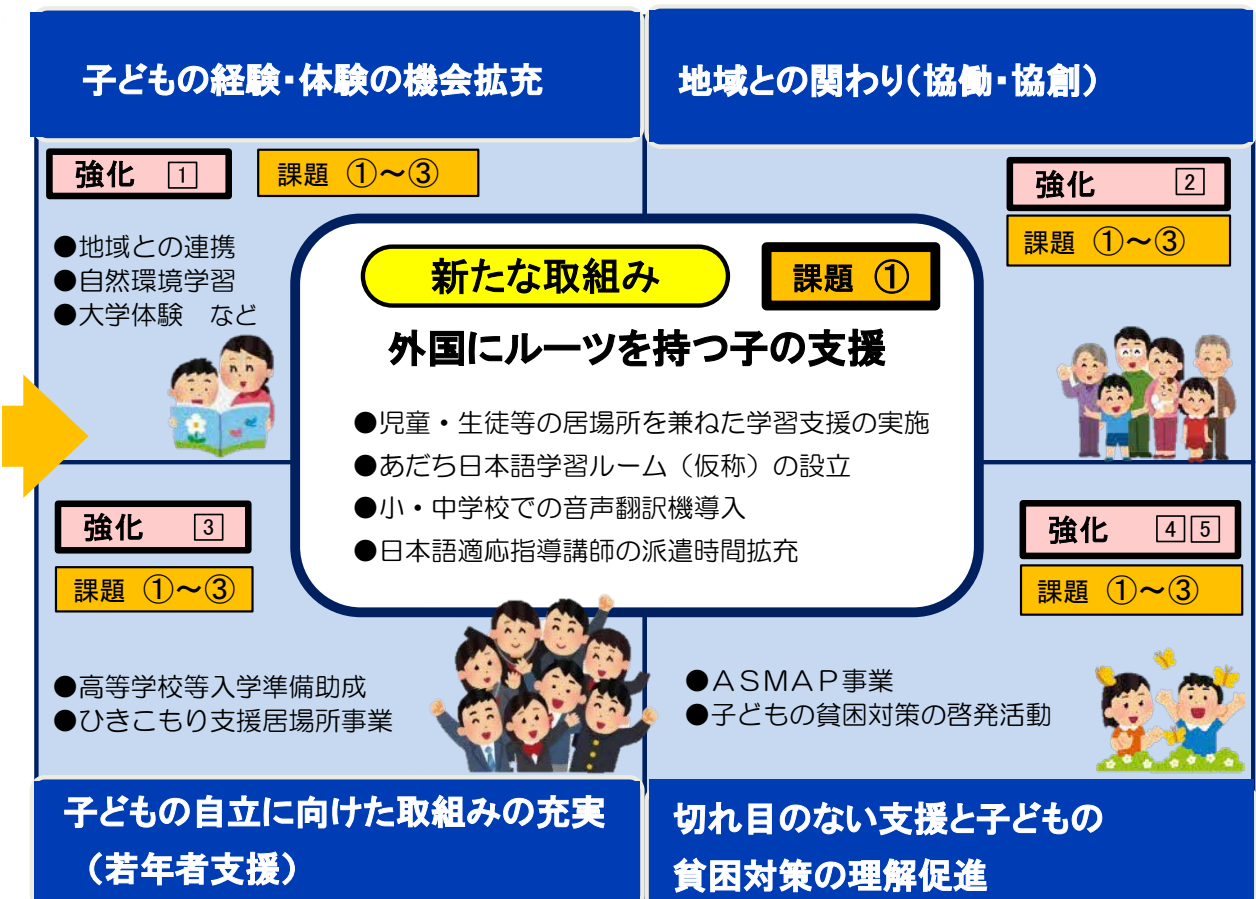 子どもの経験・体験の機会拡充
地域との関わり(協働・協創)
強化 1
課題 ①~③
●地域との連携
●自然環境学習
●大学体験 など
強化 2
課題 ①~③
新たな取組み
課題 ①
外国にルーツを持つ子の支援
●児童・生徒等の居場所を兼ねた学習支援の実施
●あだち日本語学習ルーム(仮称)の設立
●小・中学校での音声翻訳機導入
●日本語適応指導講師の派遣時間拡充
強化 3
課題 ①~③
●高等学校等入学準備助成
●ひきこもり支援居場所事業
強化 4 5
課題 ①~③
●ASMAP事業
●子どもの貧困対策の啓発活動
子どもの自立に向けた取組みの充実
(若年者支援)
切れ目のない支援と子どもの
貧困対策の理解促進